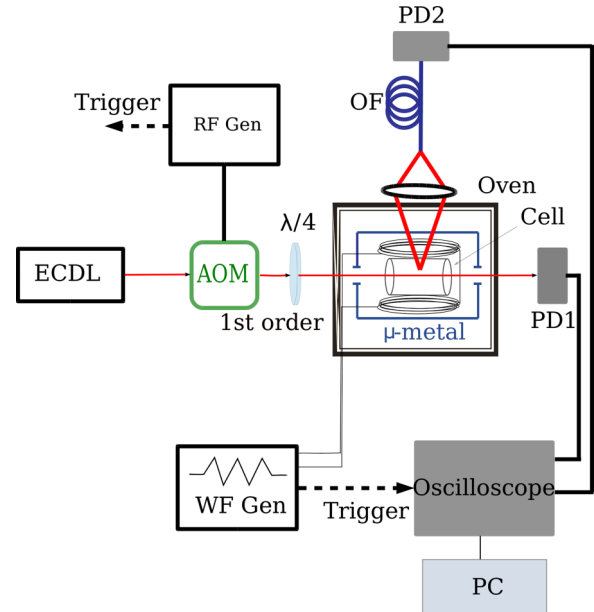 PD2
OF
Trigger
RF Gen
Oven
Cell
λ/4
ECDL
AOM
1st order
μ-metal
PD1
WF Gen
Trigger
Oscilloscope
PC